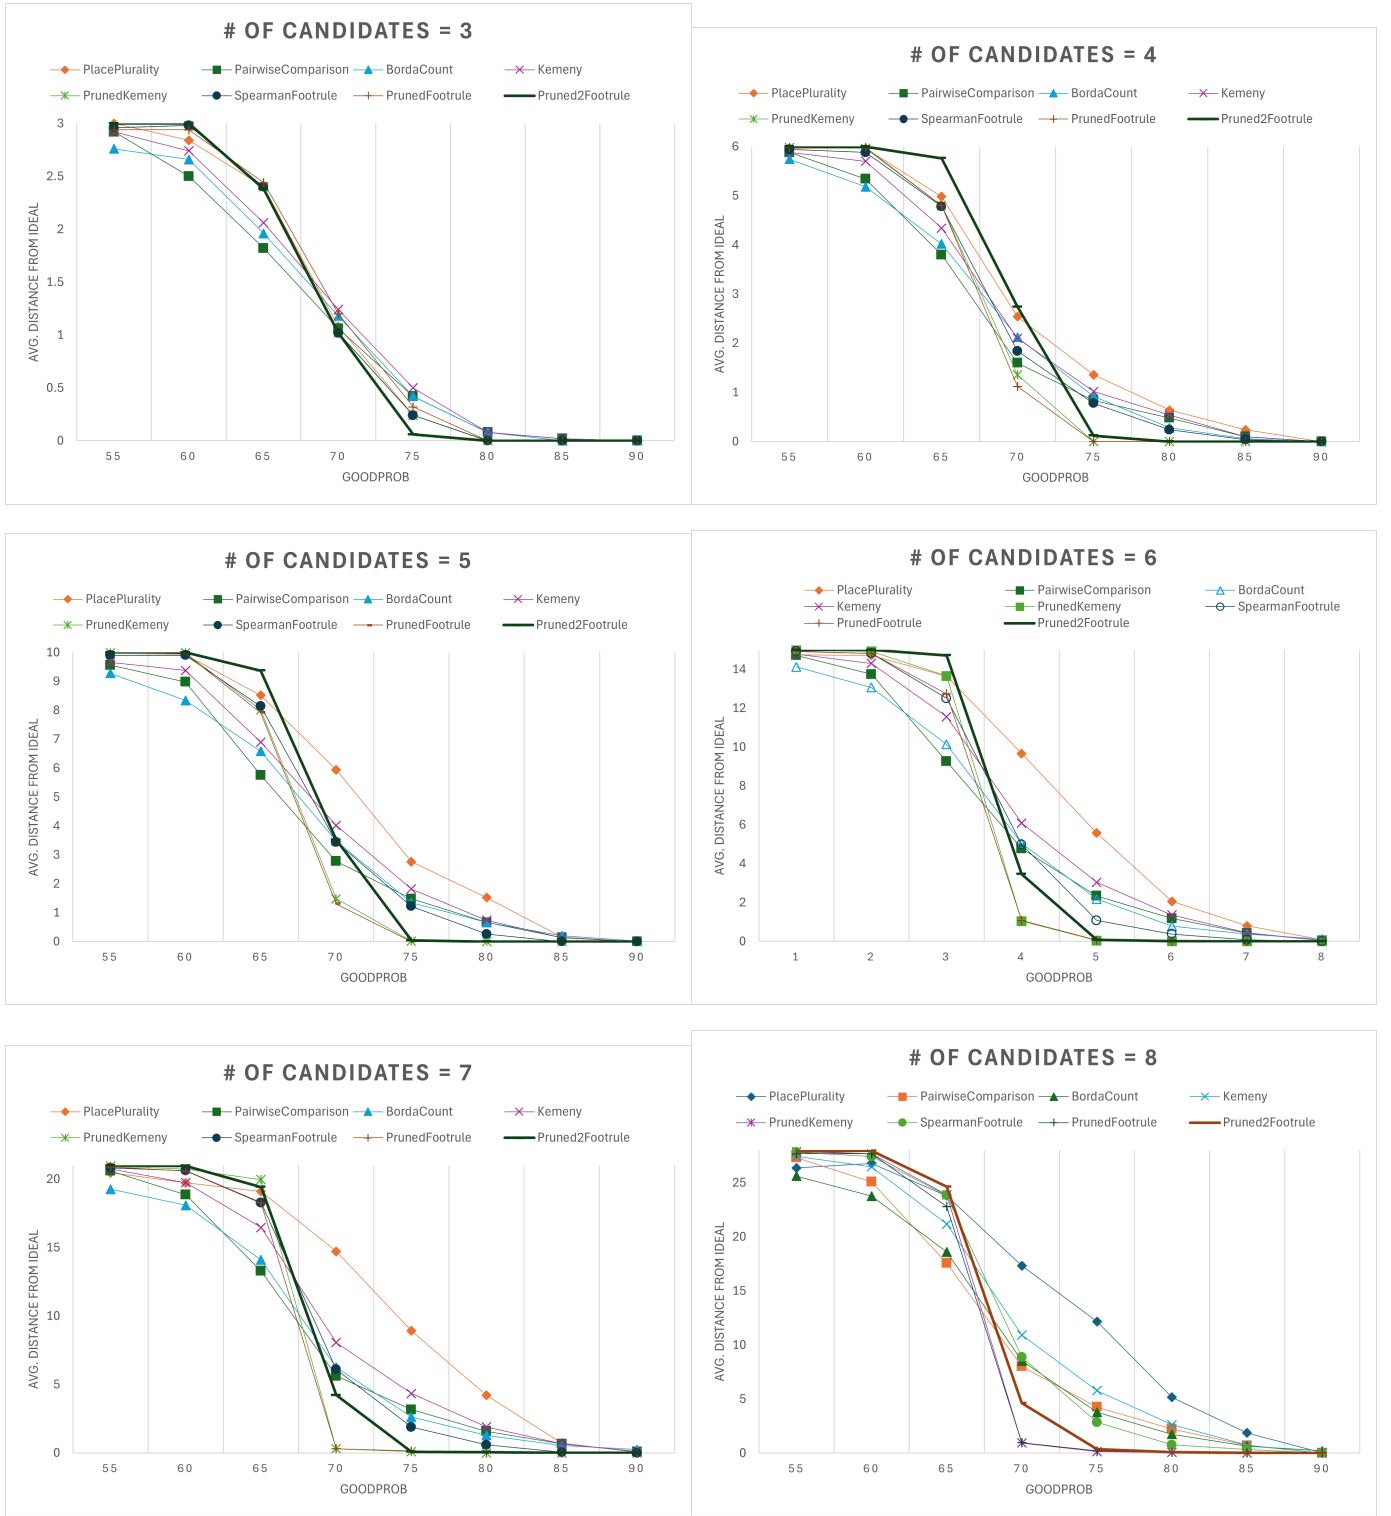 # OF CANDIDATES = 3
PlacePlurality PairwiseComparison BordaCount Kemeny
PrunedKemeny SpearmanFootrule PrunedFootrule Pruned2Footrule
3
2.5
2
1.5
1
0.5
0
AVG. DISTANCE FROM IDEAL
55 60 65 70 75 80 85 90
GOODPROB
# OF CANDIDATES = 4
PlacePlurality PairwiseComparison BordaCount Kemeny
PrunedKemeny SpearmanFootrule PrunedFootrule Pruned2Footrule
6
5
4
3
2
1
0
AVG. DISTANCE FROM IDEAL
55 60 65 70 75 80 85 90
GOODPROB
# OF CANDIDATES = 5
PlacePlurality PairwiseComparison BordaCount Kemeny
PrunedKemeny SpearmanFootrule PrunedFootrule Pruned2Footrule
10
9
8
7
6
5
4
3
2
1
0
AVG. DISTANCE FROM IDEAL
55 60 65 70 75 80 85 90
GOODPROB
# OF CANDIDATES = 6
PlacePlurality PairwiseComparison BordaCount
Kemeny PrunedKemeny SpearmanFootrule
PrunedFootrule Pruned2Footrule
14
12
10
8
6
4
2
0
AVG. DISTANCE FROM IDEAL
1 2 3 4 5 6 7 8
GOODPROB
# OF CANDIDATES = 7
PlacePlurality PairwiseComparison BordaCount Kemeny
PrunedKemeny SpearmanFootrule PrunedFootrule Pruned2Footrule
20
15
10
5
0
AVG. DISTANCE FROM IDEAL
55 60 65 70 75 80 85 90
GOODPROB
# OF CANDIDATES = 8
PlacePlurality PairwiseComparison BordaCount Kemeny
PrunedKemeny SpearmanFootrule PrunedFootrule Pruned2Footrule
25
20
15
10
5
0
AVG. DISTANCE FROM IDEAL
55 60 65 70 75 80 85 90
GOODPROB